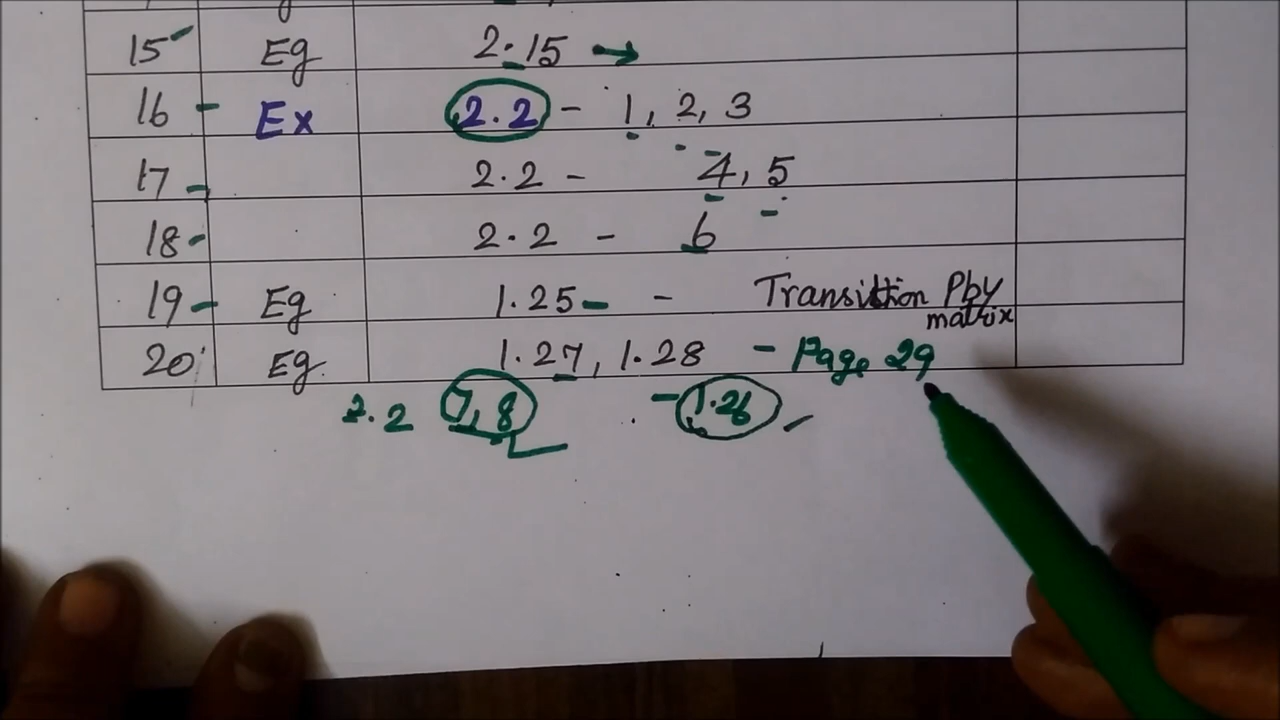 15 Eg 2.15 →
16 - Ex 2.2 - 1, 2, 3
17 - 2.2 - 4, 5
18 - 2.2 - 6
19 - Eg 1.25 - Transition Pby
matrix
20 Eg. 1.27, 1.28 - Page 29
2.2 7,8 - 1.26